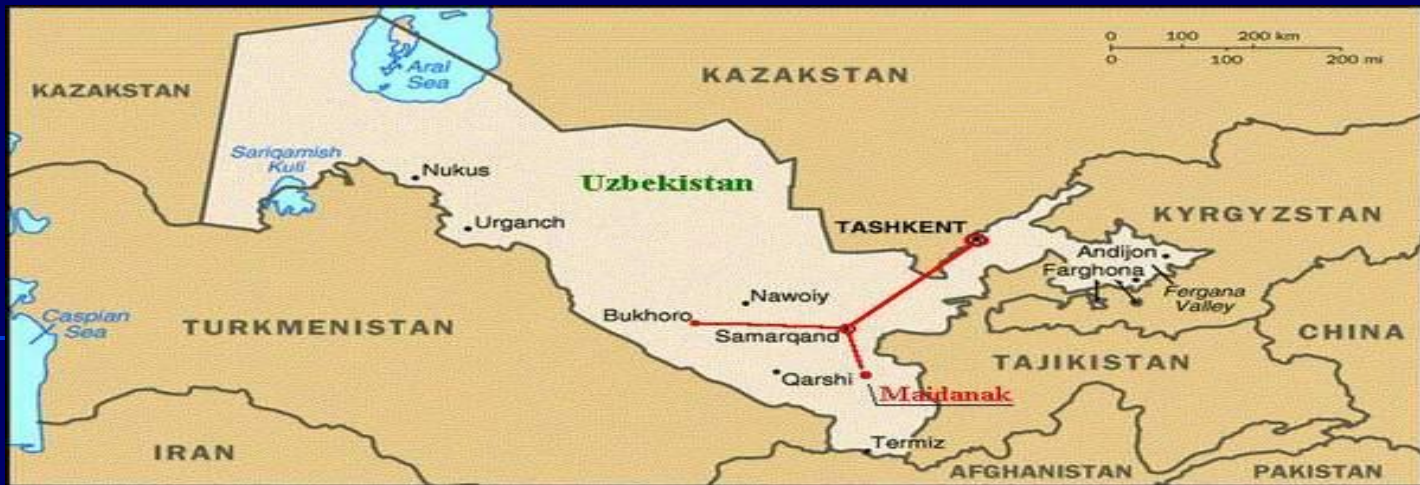 0 100 200 km
0 100 200 mi
KAZAKSTAN
KAZAKSTAN
Aral
Sea
Sariqamish
Kuli
Nukus
Uzbekistan
Urganch
TASHKENT
KYRGYZSTAN
Andijon
Farghona
Fergana
Valley
Nawoiy
Bukhoro
Samarqand
Caspian
Sea
TURKMENISTAN
CHINA
TAJIKISTAN
Qarshi
Maidanak
Termiz
IRAN
AFGHANISTAN
PAKISTAN